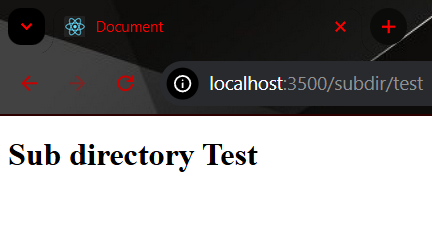 Document
localhost:3500/subdir/test
Sub directory Test